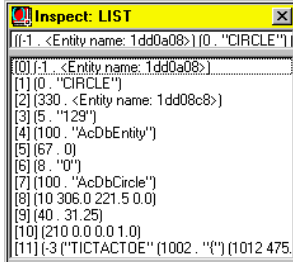 Inspect: LIST
((-1 . <Entity name: 1dd0a08>) (0 . "CIRCLE") (
[0] (-1 . <Entity name: 1dd0a08>)
[1] (0 . "CIRCLE")
[2] (330 . <Entity name: 1dd08c8>)
[3] (5 . "129")
[4] (100 . "AcDbEntity")
[5] (67 . 0)
[6] (8 . "0")
[7] (100 . "AcDbCircle")
[8] (10 306.0 221.5 0.0)
[9] (40 . 31.25)
[10] (210 0.0 0.0 1.0)
[11] (-3 ("TICTACTOE" (1002 . "{") (1012 475.